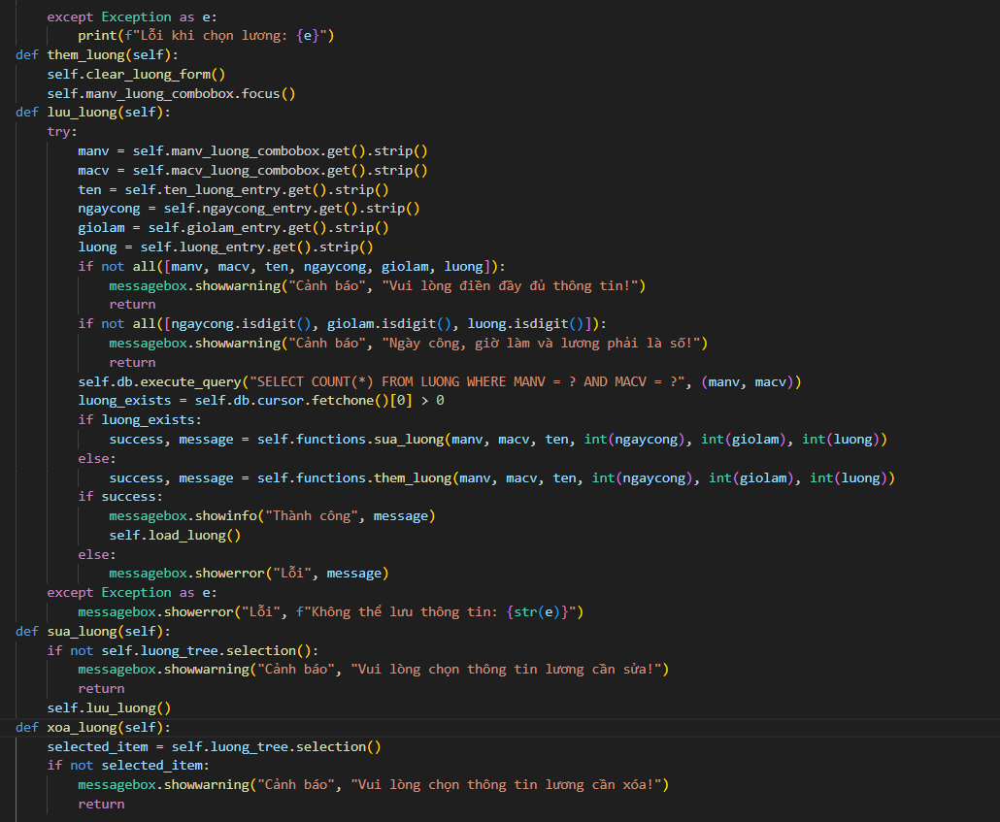 except Exception as e:
            print(f"Lỗi khi chọn lương: {e}")
    def them_luong(self):
        self.clear_luong_form()
        self.manv_luong_combobox.focus()
    def luu_luong(self):
        try:
            manv = self.manv_luong_combobox.get().strip()
            macv = self.macv_luong_combobox.get().strip()
            ten = self.ten_luong_entry.get().strip()
            ngaycong = self.ngaycong_entry.get().strip()
            giolam = self.giolam_entry.get().strip()
            luong = self.luong_entry.get().strip()
            if not all([manv, macv, ten, ngaycong, giolam, luong]):
                messagebox.showwarning("Cảnh báo", "Vui lòng điền đầy đủ thông tin!")
                return
            if not all([ngaycong.isdigit(), giolam.isdigit(), luong.isdigit()]):
                messagebox.showwarning("Cảnh báo", "Ngày công, giờ làm và lương phải là số!")
                return
            self.db.execute_query("SELECT COUNT(*) FROM LUONG WHERE MANV = ? AND MACV = ?", (manv, macv))
            luong_exists = self.db.cursor.fetchone()[0] > 0
            if luong_exists:
                success, message = self.functions.sua_luong(manv, macv, ten, int(ngaycong), int(giolam), int(luong))
            else:
                success, message = self.functions.them_luong(manv, macv, ten, int(ngaycong), int(giolam), int(luong))
            if success:
                messagebox.showinfo("Thành công", message)
                self.load_luong()
            else:
                messagebox.showerror("Lỗi", message)
        except Exception as e:
            messagebox.showerror("Lỗi", f"Không thể lưu thông tin: {str(e)}")
    def sua_luong(self):
        if not self.luong_tree.selection():
            messagebox.showwarning("Cảnh báo", "Vui lòng chọn thông tin lương cần sửa!")
            return
        self.luu_luong()
    def xoa_luong(self):
        selected_item = self.luong_tree.selection()
        if not selected_item:
            messagebox.showwarning("Cảnh báo", "Vui lòng chọn thông tin lương cần xóa!")
            return